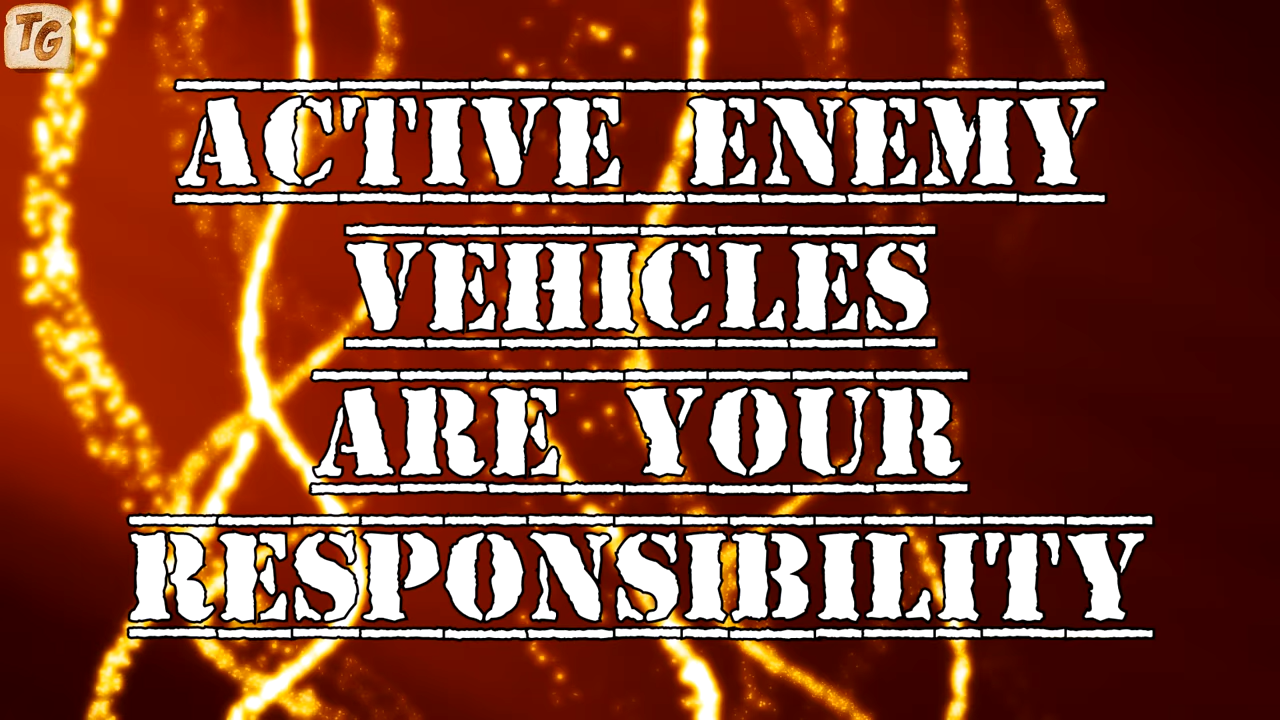 TG
ACTIVE ENEMY
VEHICLES
ARE YOUR
RESPONSIBILITY